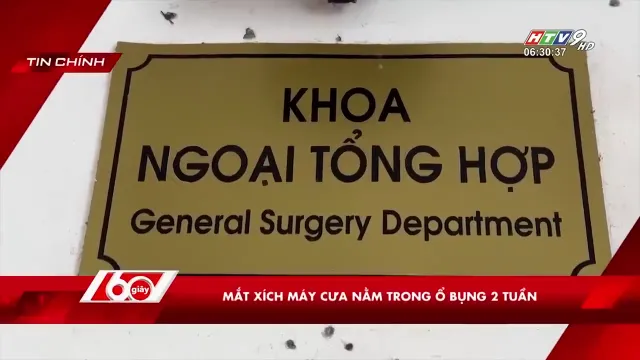 TIN CHÍNH
HTV9 HD
06:30:37
KHOA
NGOẠI TỔNG HỢP
General Surgery Department
60 giây
MẮT XÍCH MÁY CƯA NẰM TRONG Ổ BỤNG 2 TUẦN